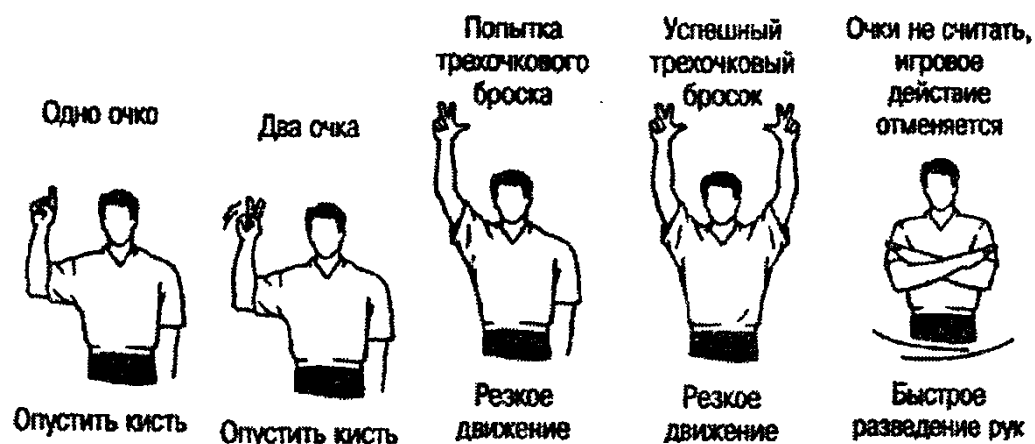 Одно очко
Два очка
Попытка
трехочкового
броска
Успешный
трехочковый
бросок
Очки не считать,
игровое
действие
отменяется
Опустить кисть
Опустить кисть
Резкое
движение
Резкое
движение
Быстрое
разведение рук